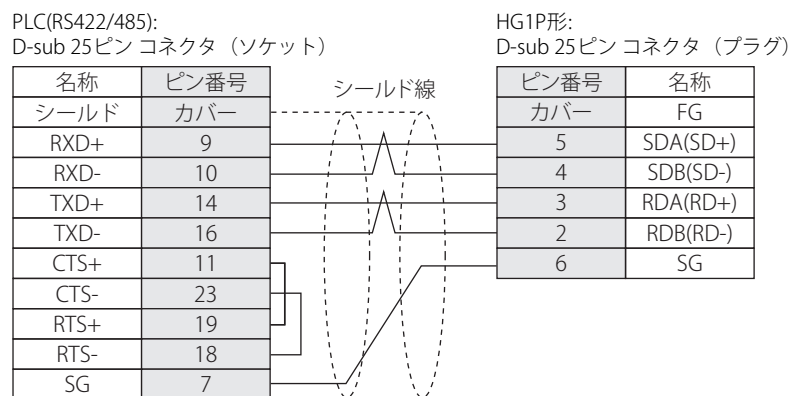 PLC(RS422/485):
D-sub 25ピン コネクタ（ソケット）
名称 ピン番号
シールド カバー
RXD+ 9
RXD- 10
TXD+ 14
TXD- 16
CTS+ 11
CTS- 23
RTS+ 19
RTS- 18
SG 7
シールド線
HG1P形:
D-sub 25ピン コネクタ（プラグ）
ピン番号 名称
カバー FG
5 SDA(SD+)
4 SDB(SD-)
3 RDA(RD+)
2 RDB(RD-)
6 SG